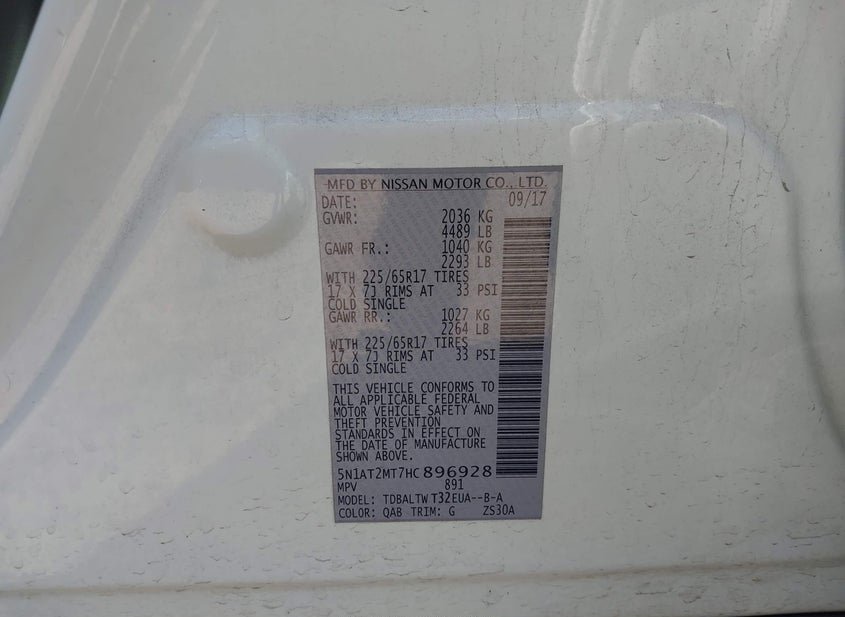 MFD BY NISSAN MOTOR CO., LTD.
DATE: 09/17
GVWR: 2036 KG
4489 LB
GAWR FR.: 1040 KG
2293 LB
WITH 225/65R17 TIRES
17 X 7J RIMS AT 33 PSI
COLD SINGLE
GAWR RR.: 1027 KG
2264 LB
WITH 225/65R17 TIRES
17 X 7J RIMS AT 33 PSI
COLD SINGLE
THIS VEHICLE CONFORMS TO
ALL APPLICABLE FEDERAL
MOTOR VEHICLE SAFETY AND
THEFT PREVENTION
STANDARDS IN EFFECT ON
THE DATE OF MANUFACTURE
SHOWN ABOVE.
5N1AT2MT7HC896928
MPV 891
MODEL: TDBALTW T32EUA--B-A
COLOR: QAB TRIM: G ZS30A